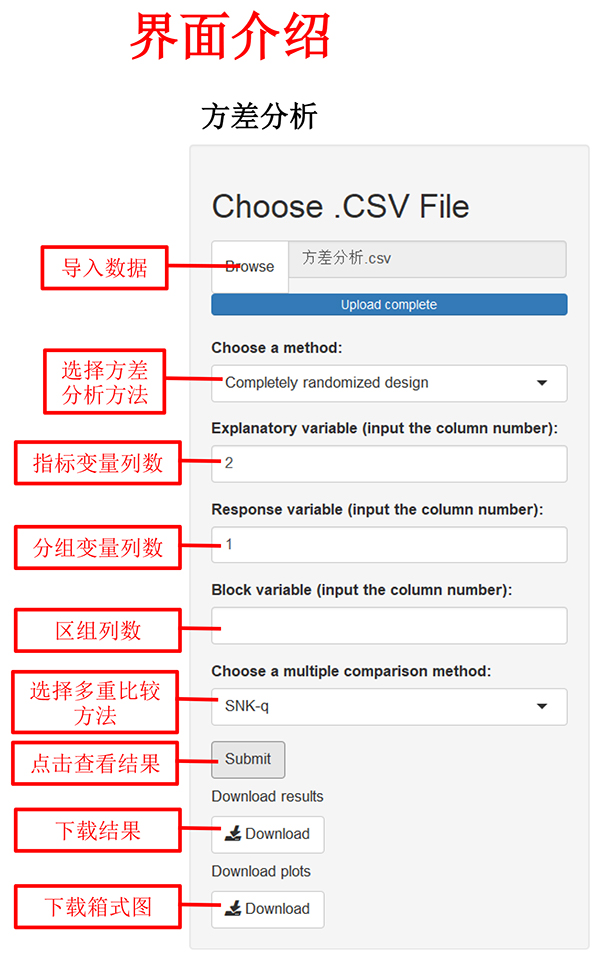 界面介绍
方差分析
Choose .CSV File
导入数据
Browse
方差分析.csv
Upload complete
Choose a method:
选择方差
分析方法
Completely randomized design
Explanatory variable (input the column number):
指标变量列数
2
Response variable (input the column number):
分组变量列数
1
Block variable (input the column number):
区组列数
Choose a multiple comparison method:
选择多重比较
方法
SNK-q
点击查看结果
Submit
Download results
下载结果
Download
Download plots
下载箱式图
Download